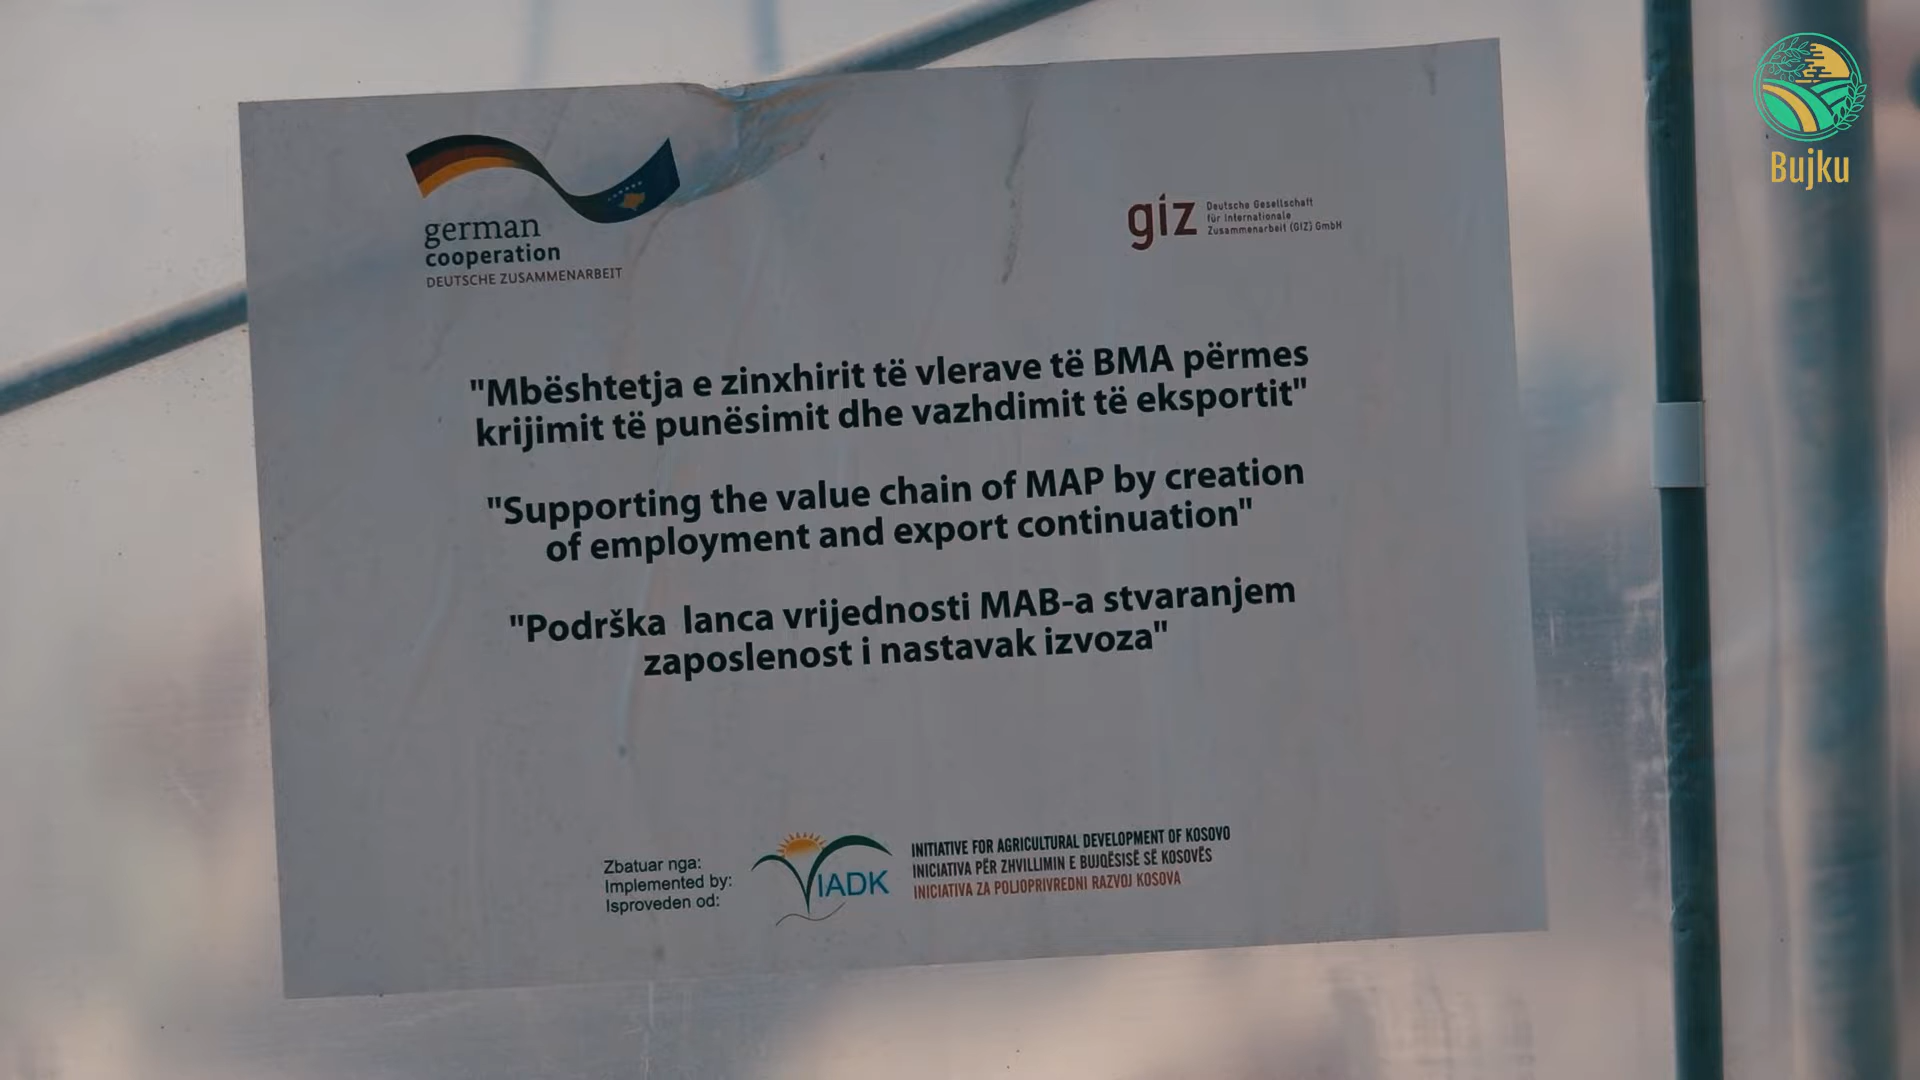 Bujku
german
cooperation
DEUTSCHE ZUSAMMENARBEIT
giz
Deutsche Gesellschaft
für Internationale
Zusammenarbeit (GIZ) GmbH
"Mbështetja e zinxhirit të vlerave të BMA përmes
krijimit të punësimit dhe vazhdimit të eksportit"
"Supporting the value chain of MAP by creation
of employment and export continuation"
"Podrška lanca vrijednosti MAB-a stvaranjem
zaposlenost i nastavak izvoza"
Zbatuar nga:
Implemented by:
Isproveden od:
IADK
INITIATIVE FOR AGRICULTURAL DEVELOPMENT OF KOSOVO
INICIATIVA PËR ZHVILLIMIN E BUJQËSISË SË KOSOVËS
INICIATIVA ZA POLJOPRIVREDNI RAZVOJ KOSOVA